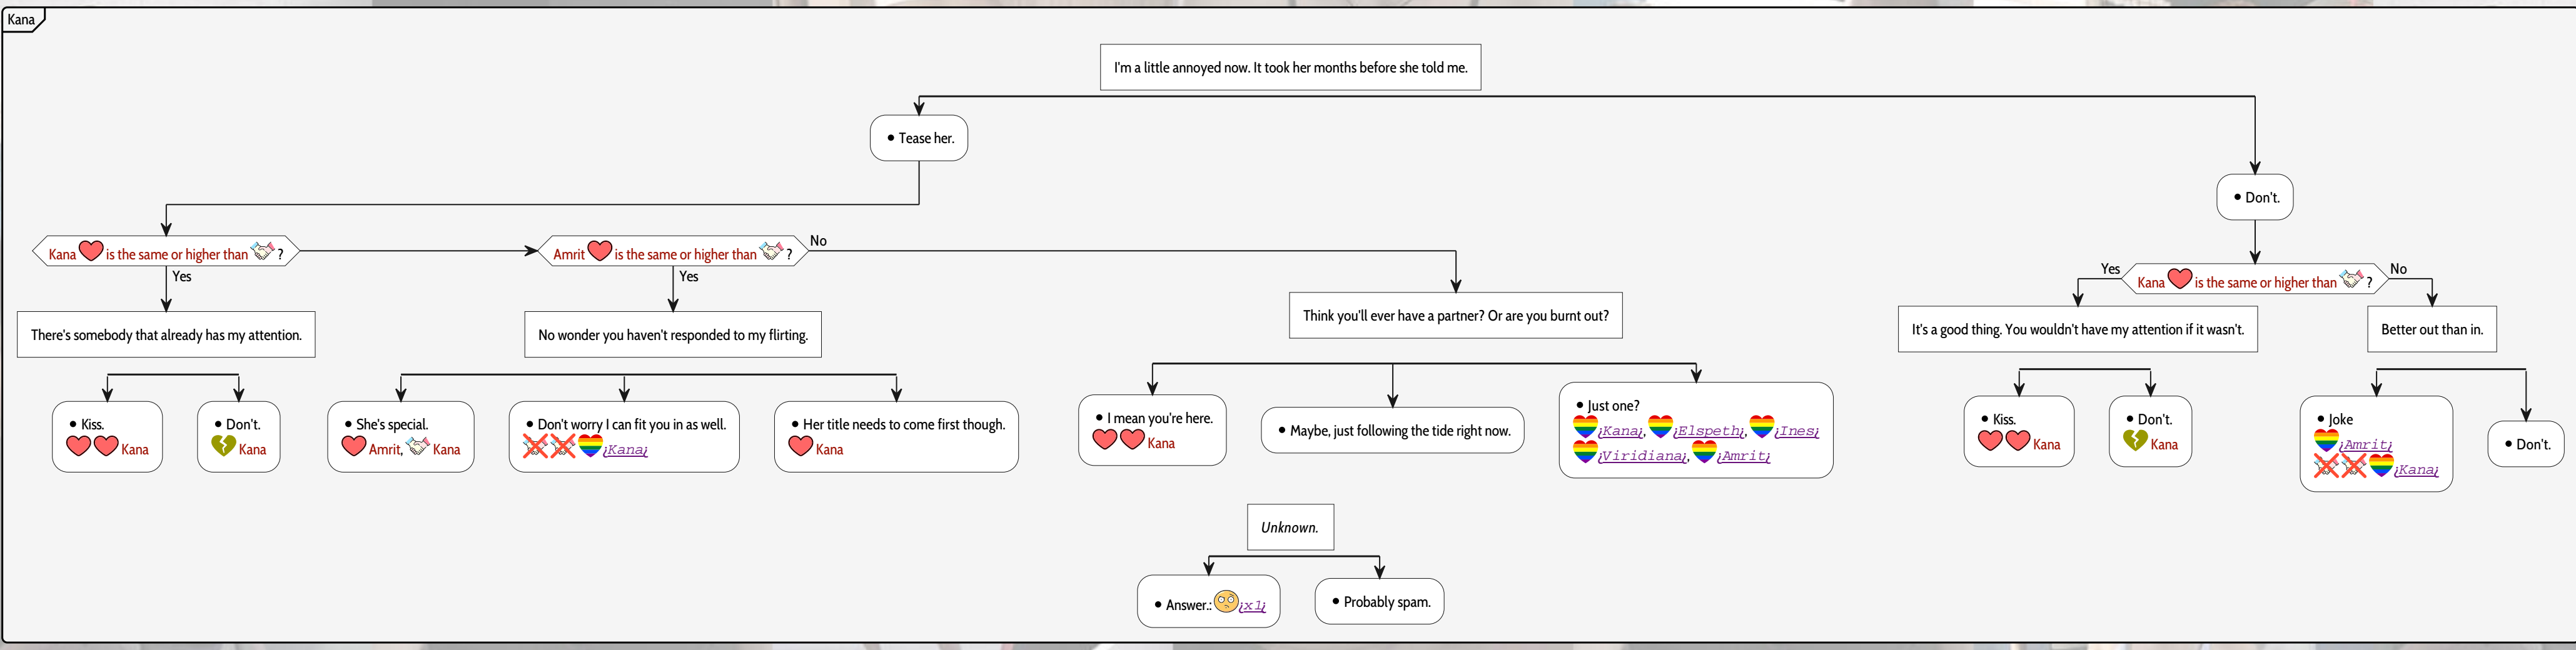 Kana
I'm a little annoyed now. It took her months before she told me.
• Tease her.
• Don't.
Kana ❤ is the same or higher than 🤝 ?
Yes
Amrit ❤ is the same or higher than 🤝 ?
No
Yes
Kana ❤ is the same or higher than 🤝 ?
Yes
No
There's somebody that already has my attention.
No wonder you haven't responded to my flirting.
Think you'll ever have a partner? Or are you burnt out?
It's a good thing. You wouldn't have my attention if it wasn't.
Better out than in.
• Kiss.
Kana
• Don't.
Kana
• She's special.
Amrit, Kana
• Don't worry I can fit you in as well.
¿Kana¿
• Her title needs to come first though.
Kana
• I mean you're here.
Kana
• Maybe, just following the tide right now.
• Just one?
¿Kana¿, ¿Elspeth¿, ¿Ines¿
¿Viridiana¿, ¿Amrit¿
• Kiss.
Kana
• Don't.
Kana
• Joke
¿Amrit¿
¿Kana¿
• Don't.
Unknown.
• Answer.: ¿x1¿
• Probably spam.